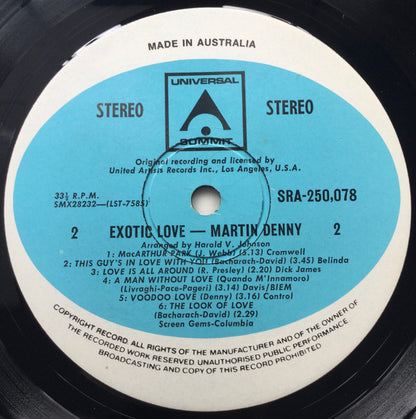 MADE IN AUSTRALIA
UNIVERSAL
STEREO
STEREO
SUMMIT
Original recording and licensed by
United Artists Records Inc., Los Angeles, U.S.A.
33⅓ R.P.M.
SMX28232—(LST-7585)
SRA-250,078
2 EXOTIC LOVE — MARTIN DENNY 2
Arranged by Harold V. Johnson
1: MacARTHUR PARK (J. Webb) (5.13) Cromwell
2: THIS GUY'S IN LOVE WITH YOU (Bacharach-David) (3.45) Belinda
3: LOVE IS ALL AROUND (R. Presley) (2.20) Dick James
4: A MAN WITHOUT LOVE (Quando M'Innamoro)
(Livraghi-Pace-Pageri) (3.14) Davis/BIEM
5: VOODOO LOVE (Denny) (3.16) Control
6: THE LOOK OF LOVE
(Bacharach-David) (2.29)
Screen Gems-Columbia
COPYRIGHT RECORD. ALL RIGHTS OF THE MANUFACTURER AND OF THE OWNER OF
THE RECORDED WORK RESERVED. UNAUTHORISED PUBLIC PERFORMANCE
BROADCASTING AND COPY OF THIS RECORD PROHIBITED